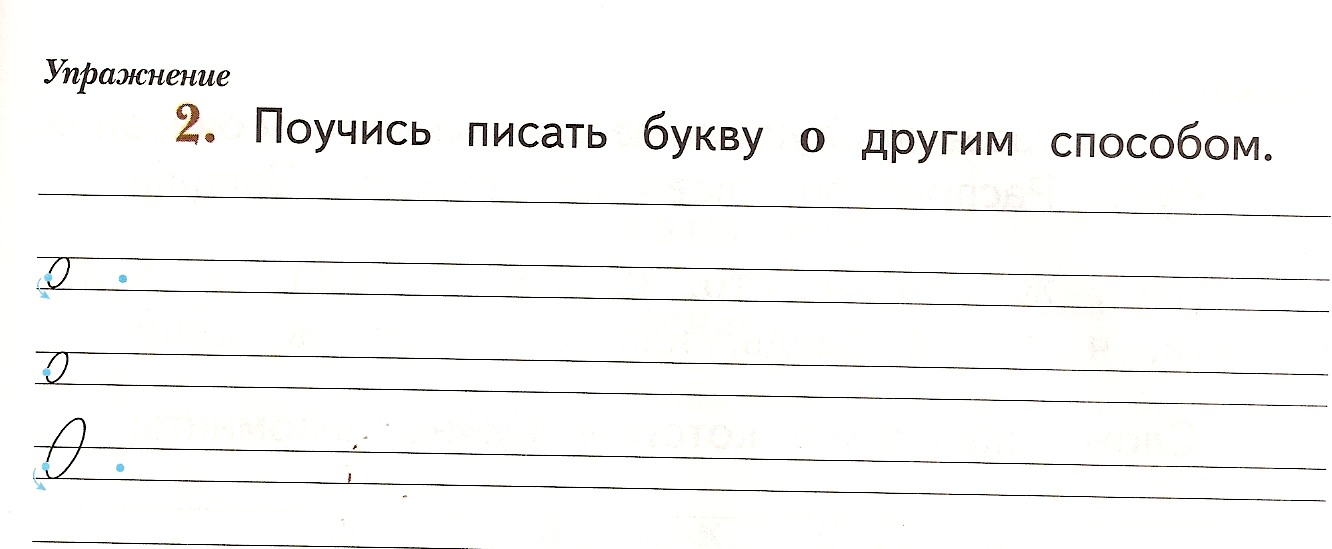 Упражнение
2. Поучись писать букву о другим способом.
о
о
О